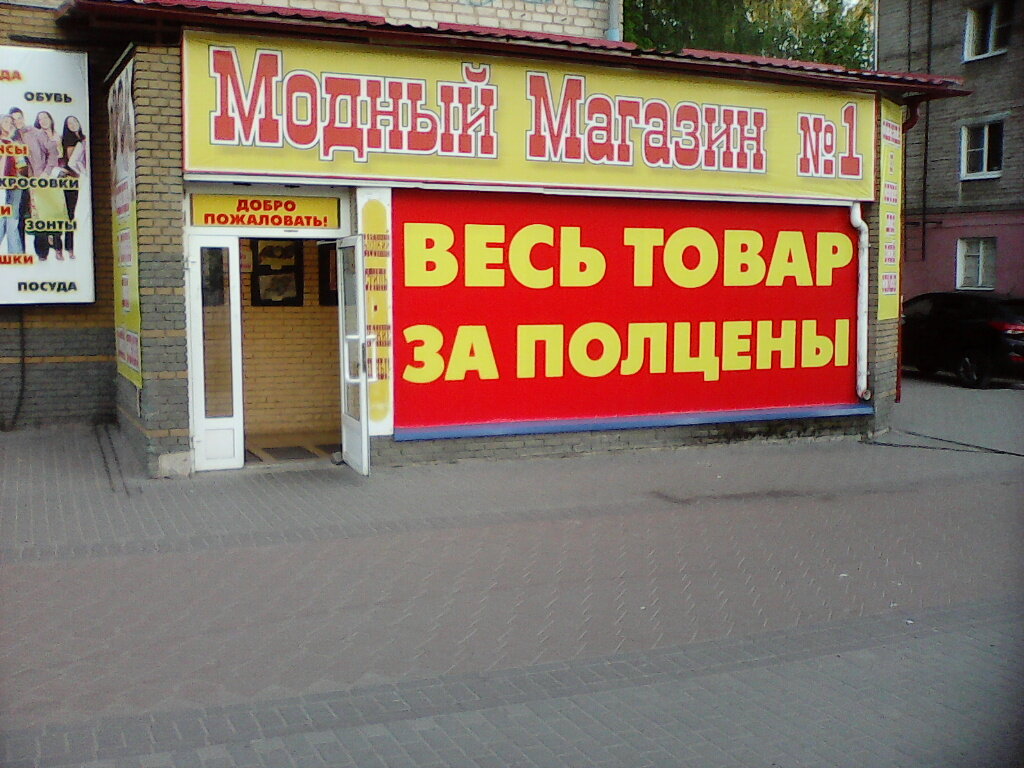 Модный Магазин №1
ДОБРО
ПОЖАЛОВАТЬ!
ВЕСЬ ТОВАР
ЗА ПОЛЦЕНЫ
ОБУВЬ
ЗОНТЫ
ПОСУДА